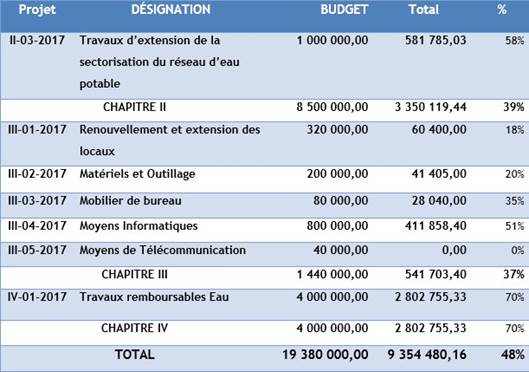 Projet DÉSIGNATION BUDGET Total %
II-03-2017 Travaux d'extension de la 1 000 000,00 581 785,03 58%
sectorisation du réseau d'eau
potable
CHAPITRE II 8 500 000,00 3 350 119,44 39%
III-01-2017 Renouvellement et extension des 320 000,00 60 400,00 18%
locaux
III-02-2017 Matériels et Outillage 200 000,00 41 405,00 20%
III-03-2017 Mobilier de bureau 80 000,00 28 040,00 35%
III-04-2017 Moyens Informatiques 800 000,00 411 858,40 51%
III-05-2017 Moyens de Télécommunication 40 000,00 0,00 0%
CHAPITRE III 1 440 000,00 541 703,40 37%
IV-01-2017 Travaux remboursables Eau 4 000 000,00 2 802 755,33 70%
CHAPITRE IV 4 000 000,00 2 802 755,33 70%
TOTAL 19 380 000,00 9 354 480,16 48%